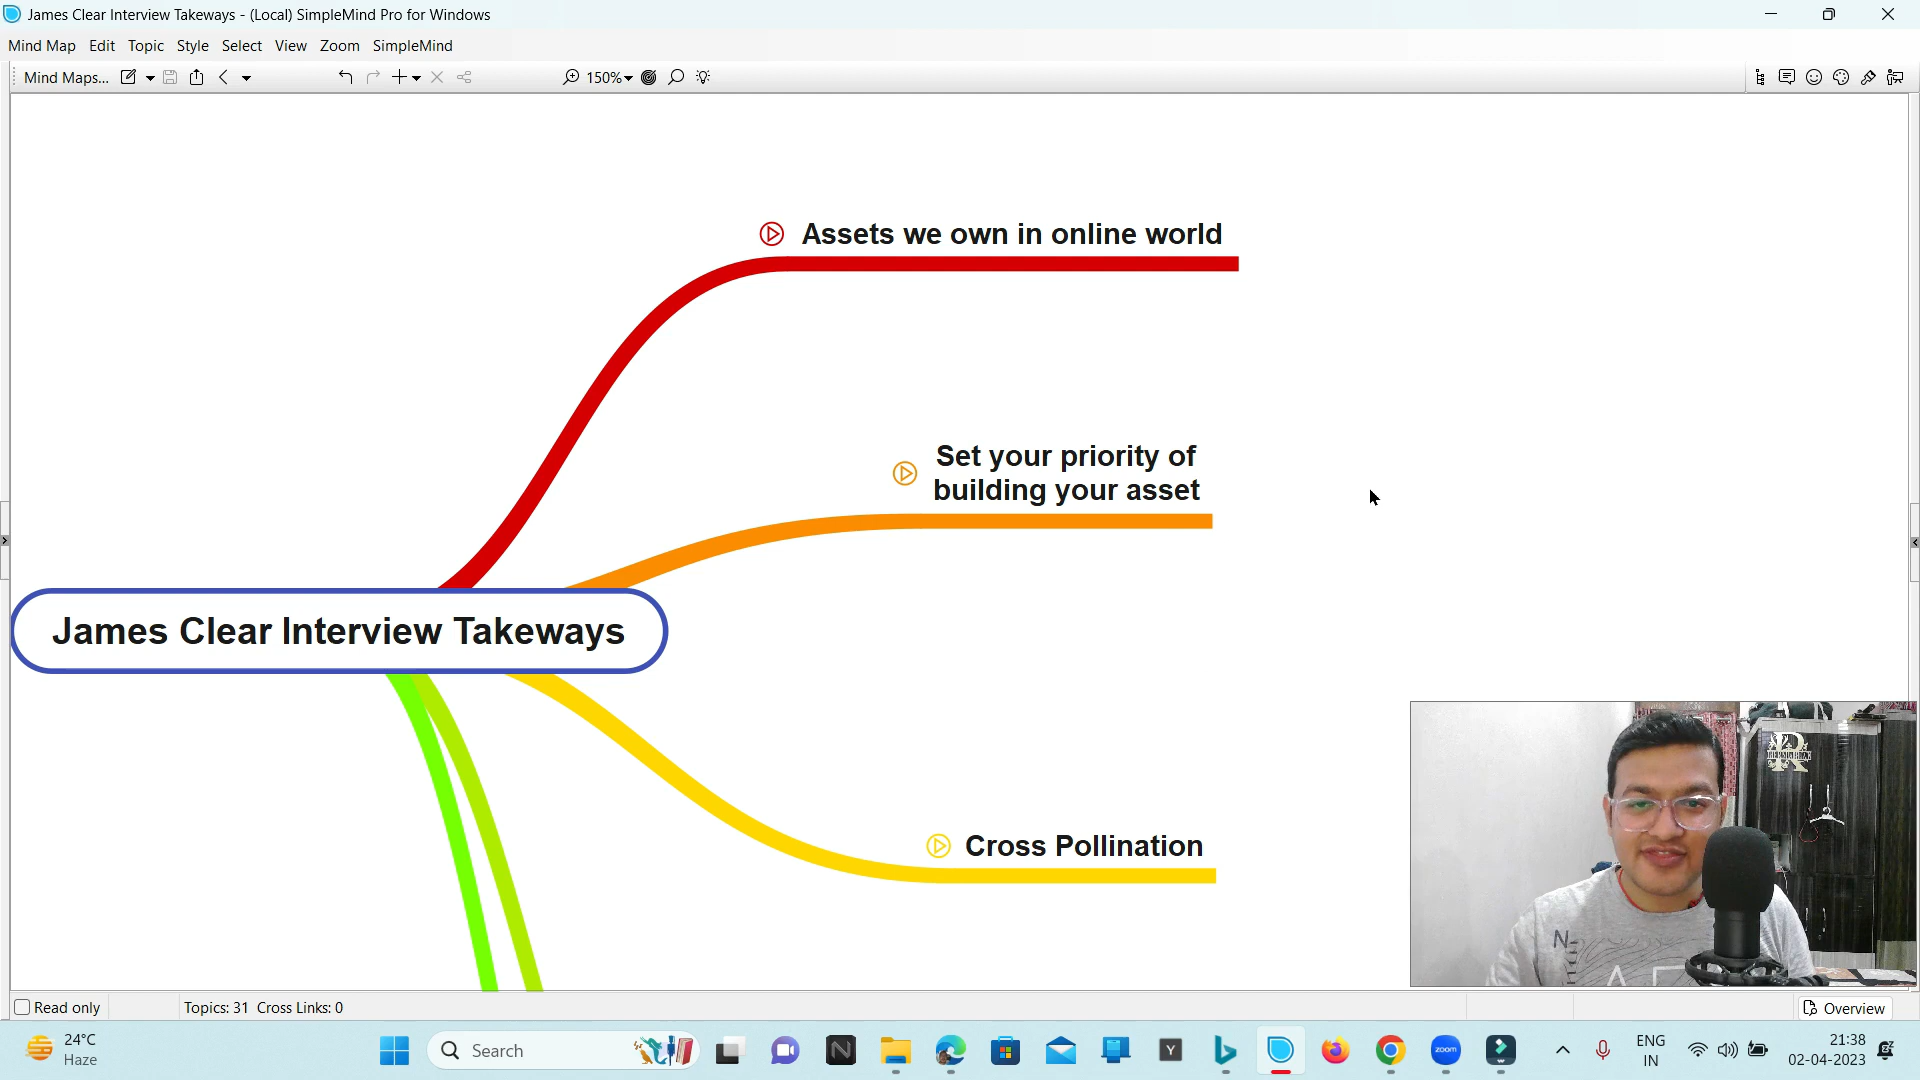 James Clear Interview Takeways - (Local) SimpleMind Pro for Windows
Mind Map Edit Topic Style Select View Zoom SimpleMind
Mind Maps... 150%
Assets we own in online world
Set your priority of
building your asset
James Clear Interview Takeways
Cross Pollination
R
N-
Read only Topics: 31 Cross Links: 0 Overview
24°C
Haze
Search
N
Y
zoom
ENG
IN
21:38
02-04-2023